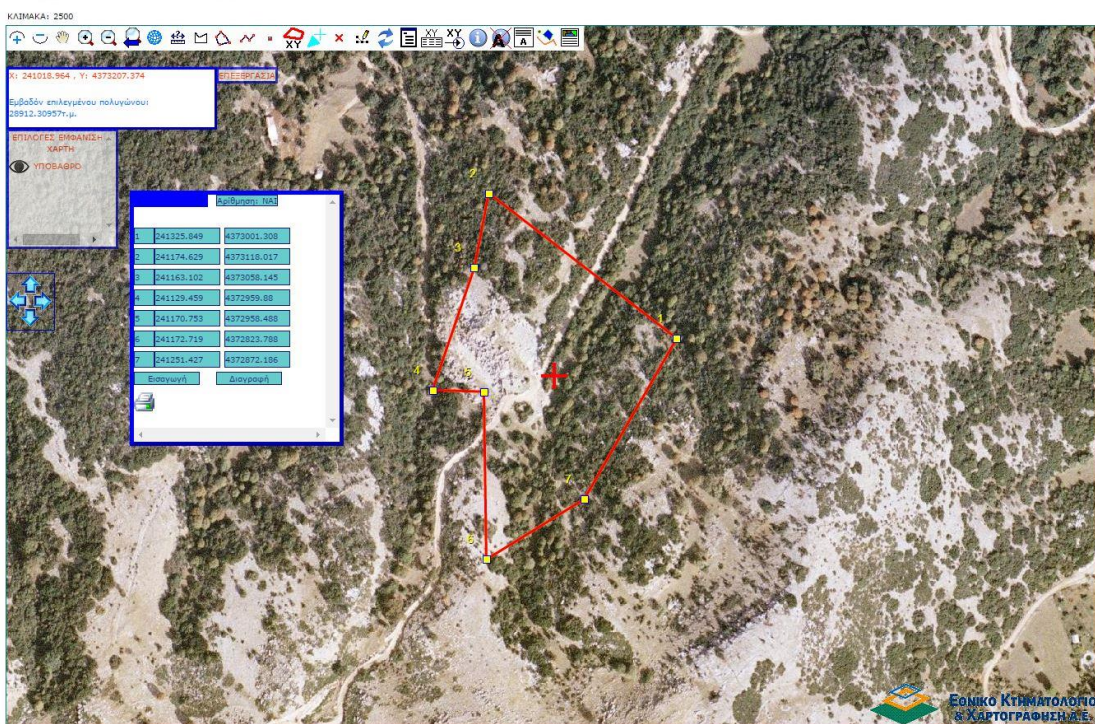 ΚΛΙΜΑΚΑ: 2500
XY
XY
XY
i
A
X: 241018.964 , Y: 4373207.374
ΕΠΕΞΕΡΓΑΣΙΑ
Εμβαδόν επιλεγμένου πολυγώνου:
28912.30957τ.μ.
ΕΠΙΛΟΓΕΣ ΕΜΦΑΝΙΣΗ
ΧΑΡΤΗ
ΥΠΟΒΑΘΡΟ
Αρίθμηση: ΝΑΙ
1 241325.849 4373001.308
2 241174.629 4373118.017
3 241163.102 4373058.145
4 241129.459 4372959.88
5 241170.753 4372958.488
6 241172.719 4372823.788
7 241251.427 4372872.186
Εισαγωγή Διαγραφή
2
3
1
4
5
7
6
ΕΘΝΙΚΟ ΚΤΗΜΑΤΟΛΟΓΙΟ
& ΧΑΡΤΟΓΡΑΦΗΣΗ Α.Ε.